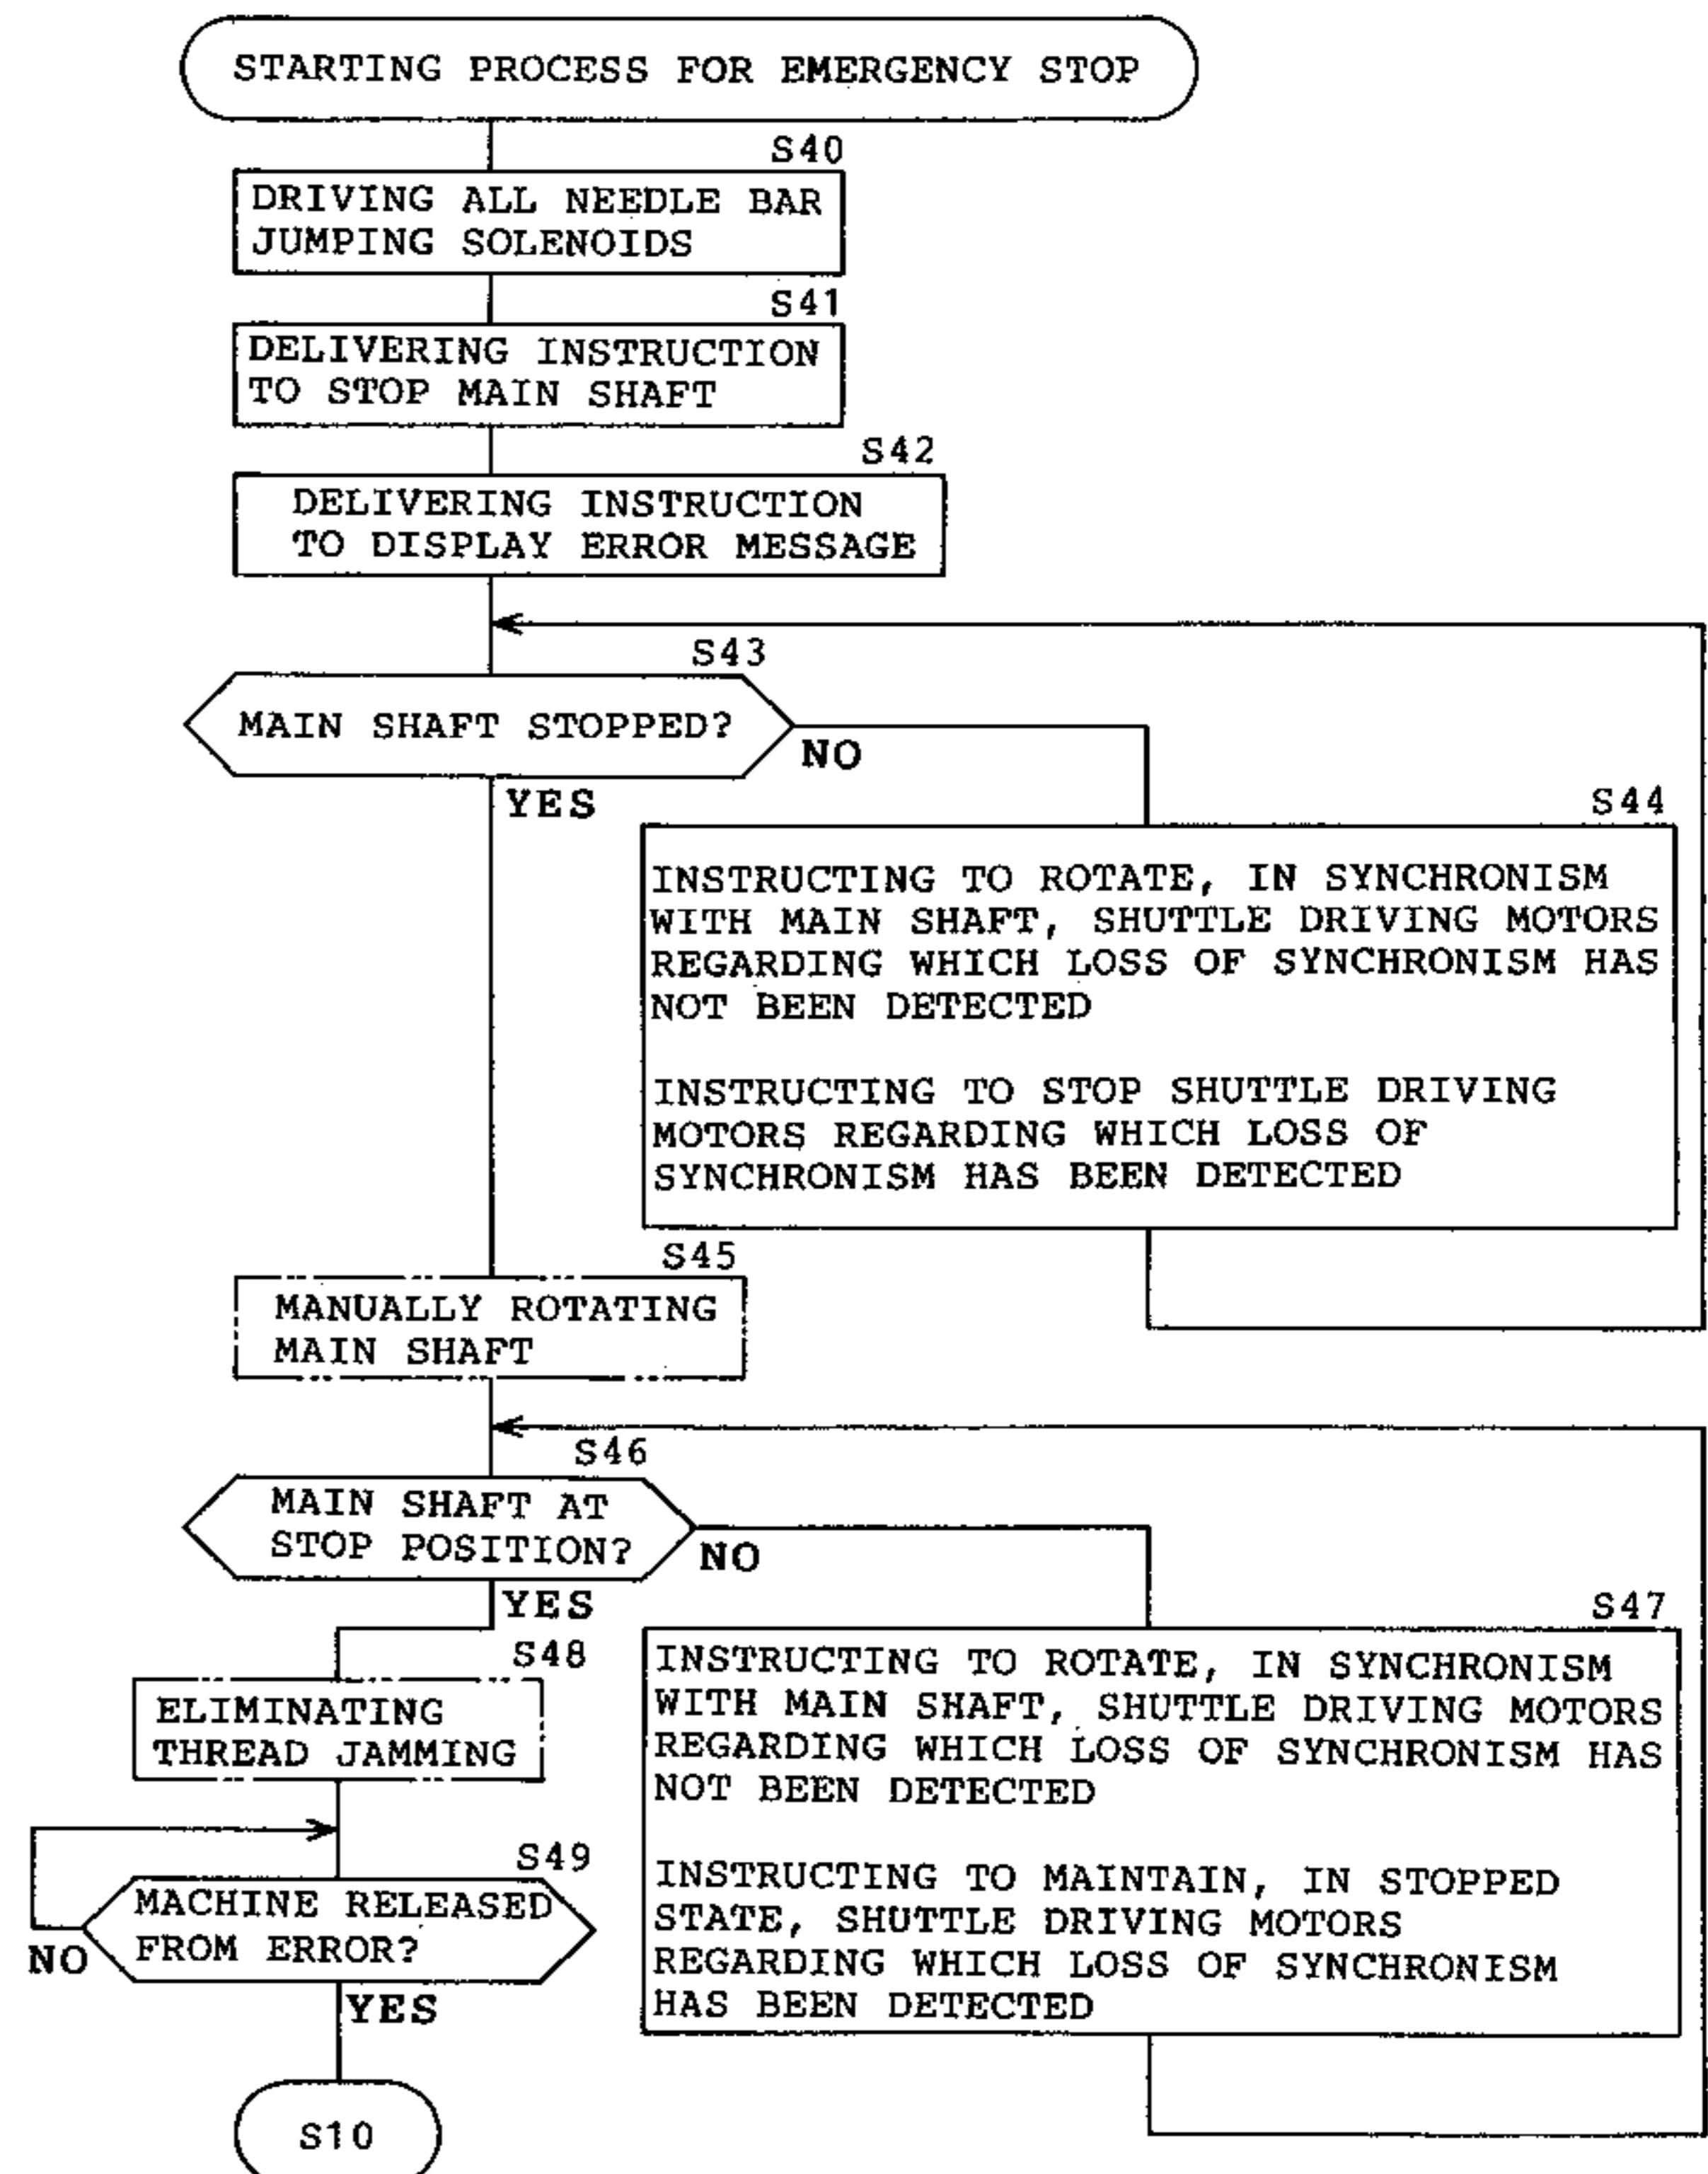 STARTING PROCESS FOR EMERGENCY STOP
S40
DRIVING ALL NEEDLE BAR
JUMPING SOLENOIDS
S41
DELIVERING INSTRUCTION
TO STOP MAIN SHAFT
S42
DELIVERING INSTRUCTION
TO DISPLAY ERROR MESSAGE
S43
MAIN SHAFT STOPPED?
NO
YES
S44
INSTRUCTING TO ROTATE, IN SYNCHRONISM
WITH MAIN SHAFT, SHUTTLE DRIVING MOTORS
REGARDING WHICH LOSS OF SYNCHRONISM HAS
NOT BEEN DETECTED
INSTRUCTING TO STOP SHUTTLE DRIVING
MOTORS REGARDING WHICH LOSS OF
SYNCHRONISM HAS BEEN DETECTED
S45
MANUALLY ROTATING
MAIN SHAFT
S46
MAIN SHAFT AT
STOP POSITION?
NO
YES
S47
INSTRUCTING TO ROTATE, IN SYNCHRONISM
WITH MAIN SHAFT, SHUTTLE DRIVING MOTORS
REGARDING WHICH LOSS OF SYNCHRONISM HAS
NOT BEEN DETECTED
INSTRUCTING TO MAINTAIN, IN STOPPED
STATE, SHUTTLE DRIVING MOTORS
REGARDING WHICH LOSS OF SYNCHRONISM
HAS BEEN DETECTED
S48
ELIMINATING
THREAD JAMMING
S49
MACHINE RELEASED
FROM ERROR?
NO
YES
S10